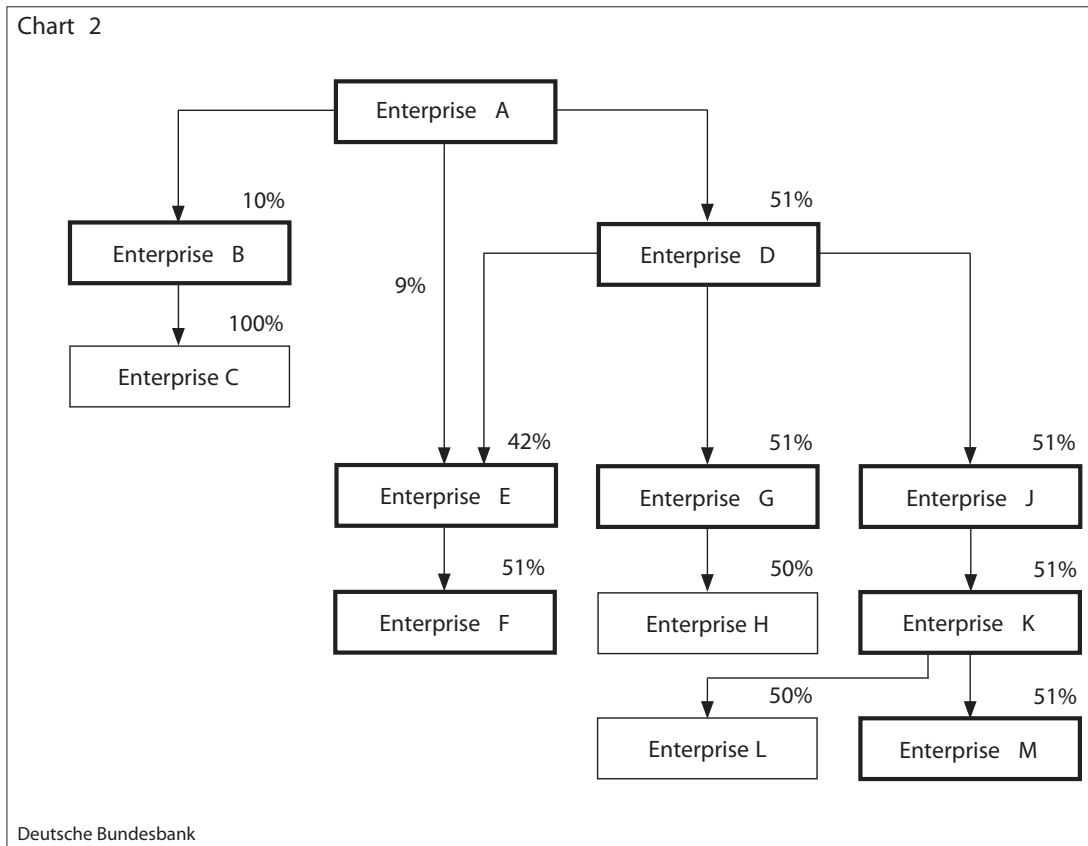 Chart 2
Enterprise A
10%
51%
Enterprise B
Enterprise D
9%
100%
Enterprise C
42%
51%
51%
Enterprise E
Enterprise G
Enterprise J
51%
50%
51%
Enterprise F
Enterprise H
Enterprise K
50%
51%
Enterprise L
Enterprise M
Deutsche Bundesbank